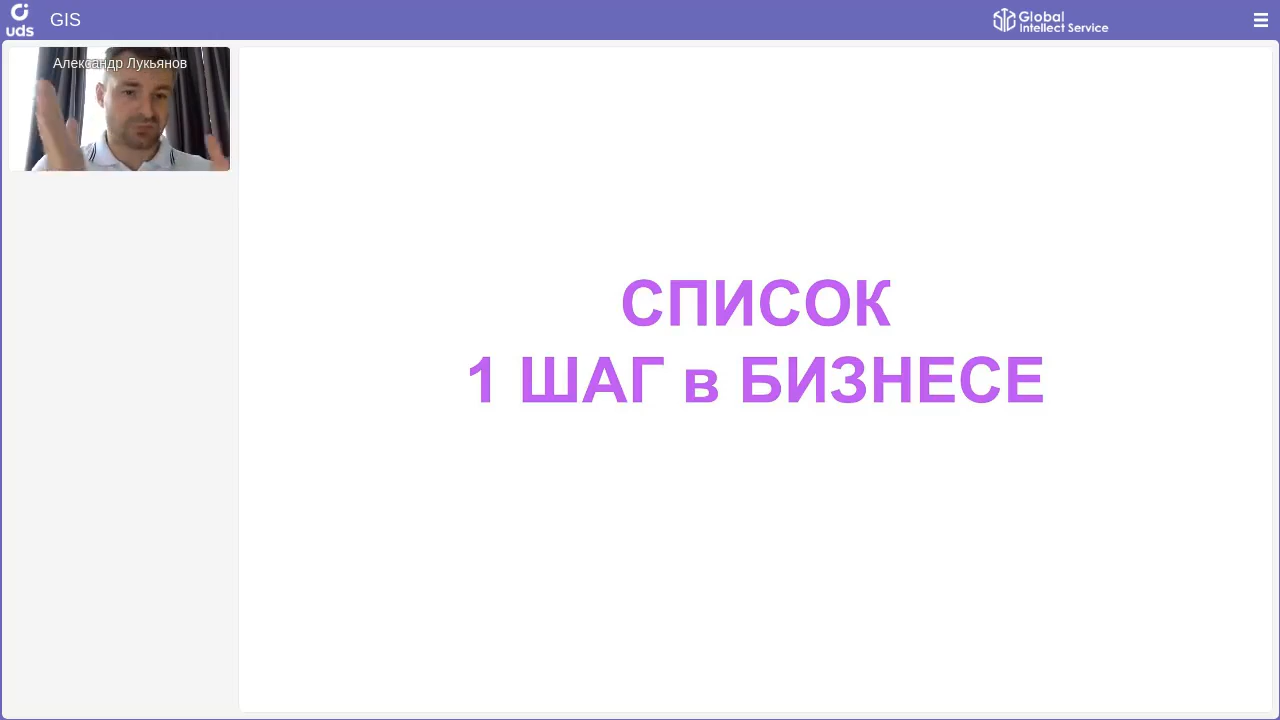 uds
GIS
Global
Intellect Service
Александр Лукьянов
СПИСОК
1 ШАГ в БИЗНЕСЕ